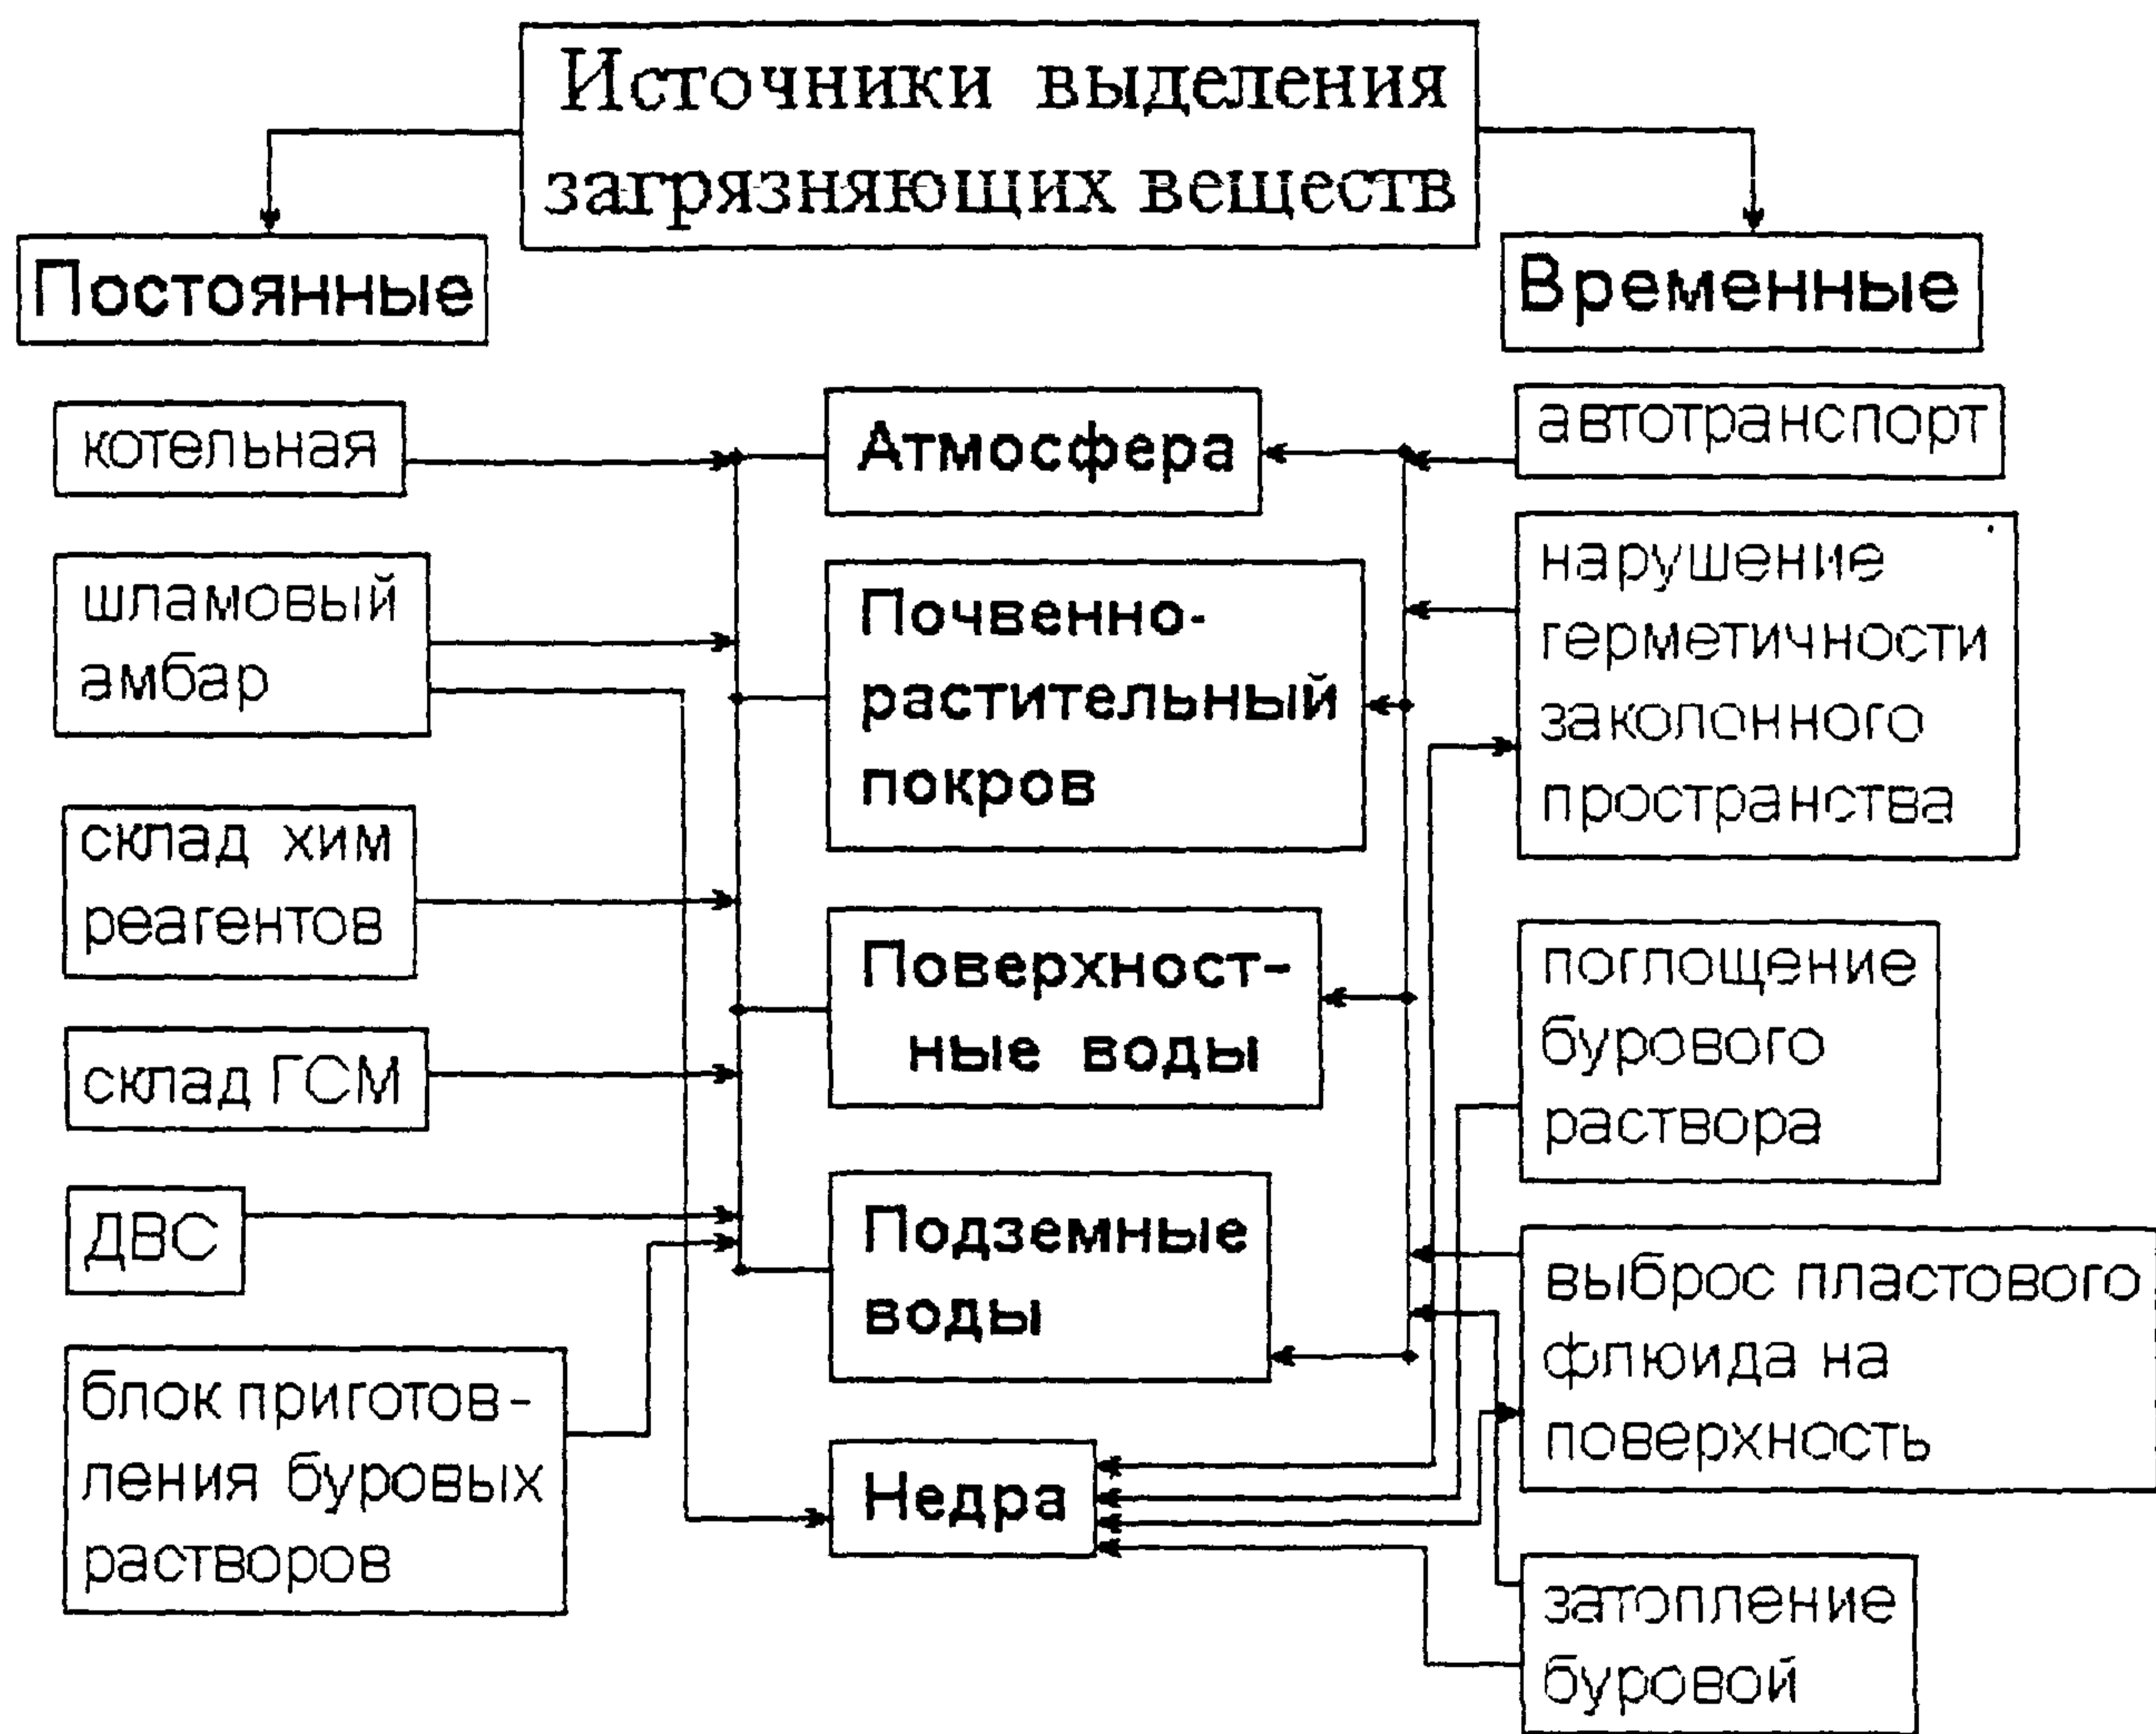 Источники выделения
загрязняющих веществ
Постоянные
Временные
котельная
шламовый
амбар
склад хим
реагентов
склад ГСМ
ДВС
блок приготов-
ления буровых
растворов
Атмосфера
Почвенно-
растительный
покров
Поверхност-
ные воды
Подземные
воды
Недра
автотранспорт
нарушение
герметичности
заколонного
пространства
поглощение
бурового
раствора
выброс пластового
флюида на
поверхность
затопление
буровой